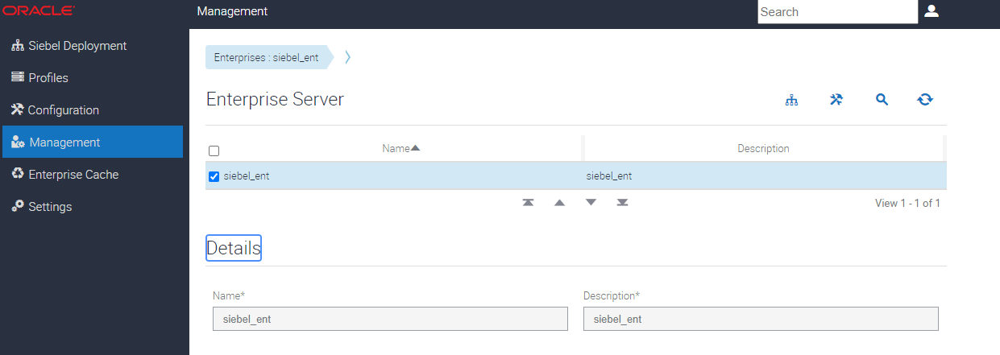 ORACLE
Management
Search
Siebel Deployment
Profiles
Configuration
Management
Enterprise Cache
Settings
Enterprises : siebel_ent
Enterprise Server
Name Description
siebel_ent siebel_ent
View 1 - 1 of 1
Details
Name* Description*
siebel_ent siebel_ent